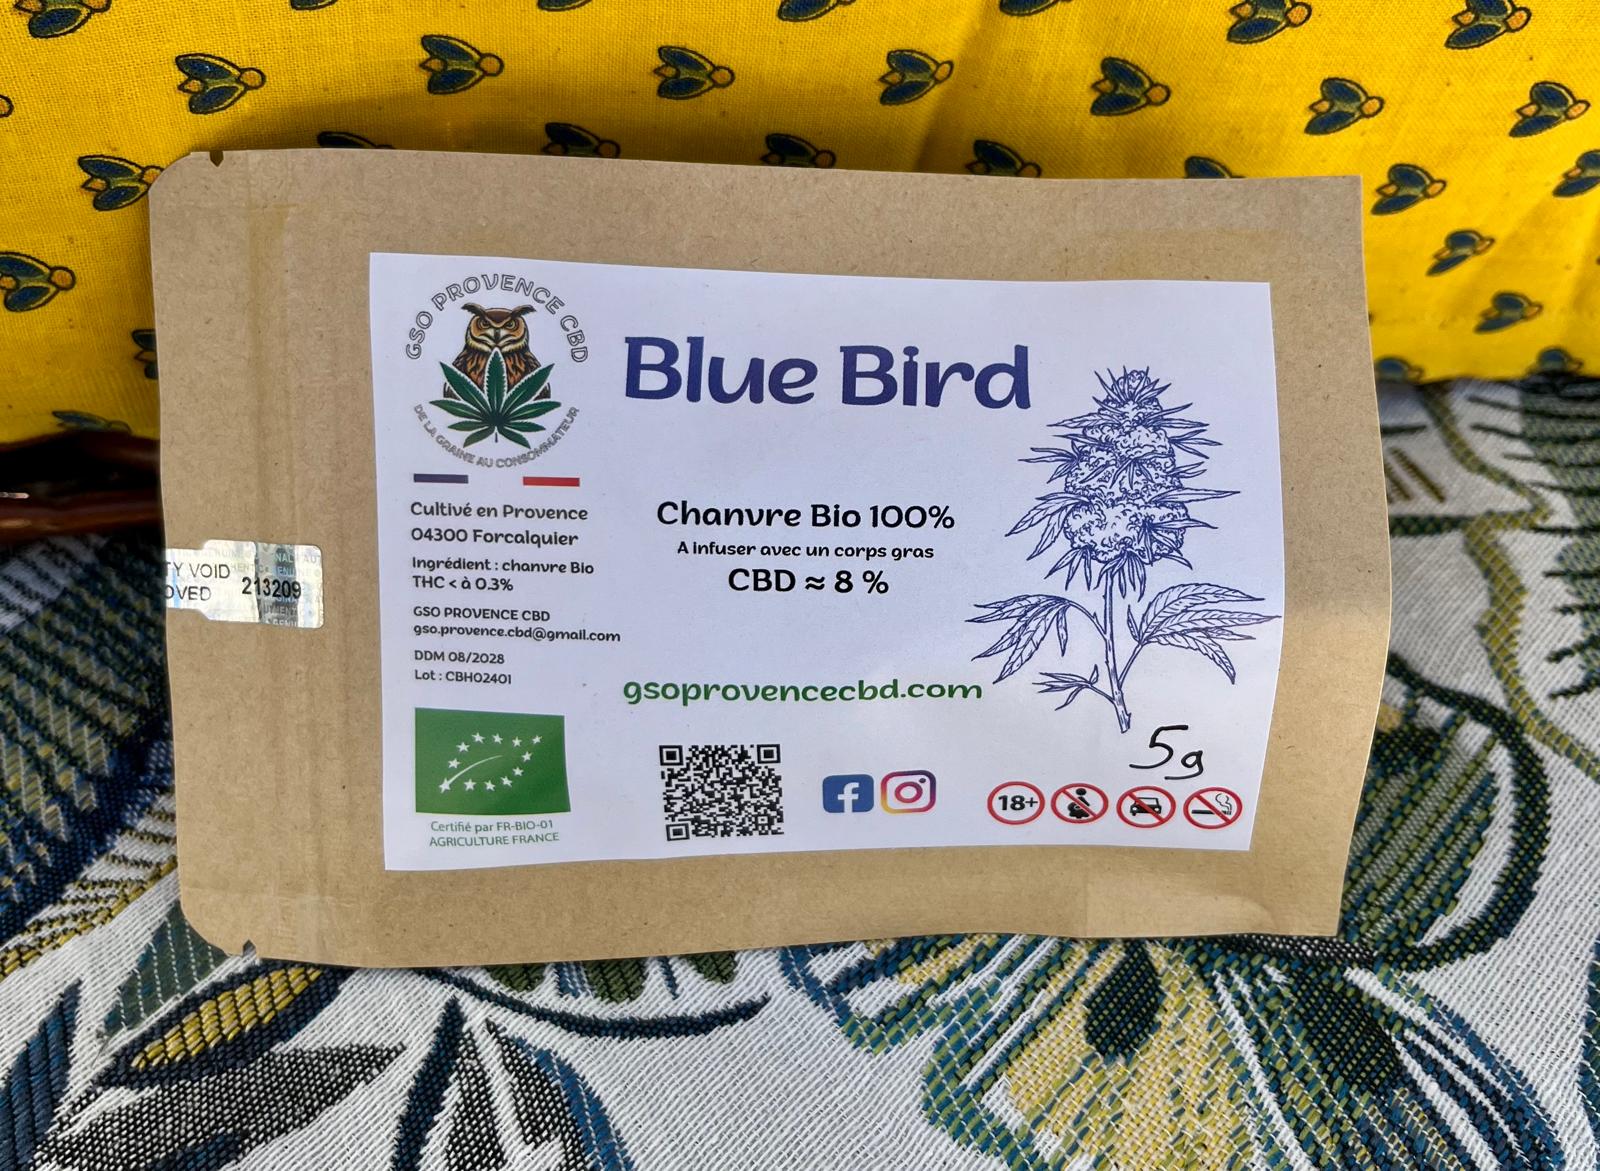 GSO PROVENCE CBD
DE LA GRAINE AU CONSOMMATEUR
Cultivé en Provence
04300 Forcalquier
Ingrédient : chanvre Bio
THC < à 0.3%
GSO PROVENCE CBD
gso.provence.cbd@gmail.com
DDM 08/2028
Lot : CBH02401
Certifié par FR-BIO-01
AGRICULTURE FRANCE
Blue Bird
Chanvre Bio 100%
A infuser avec un corps gras
CBD ≈ 8 %
gsoprovencecbd.com
5g
18+
TY VOID
OVED 213209